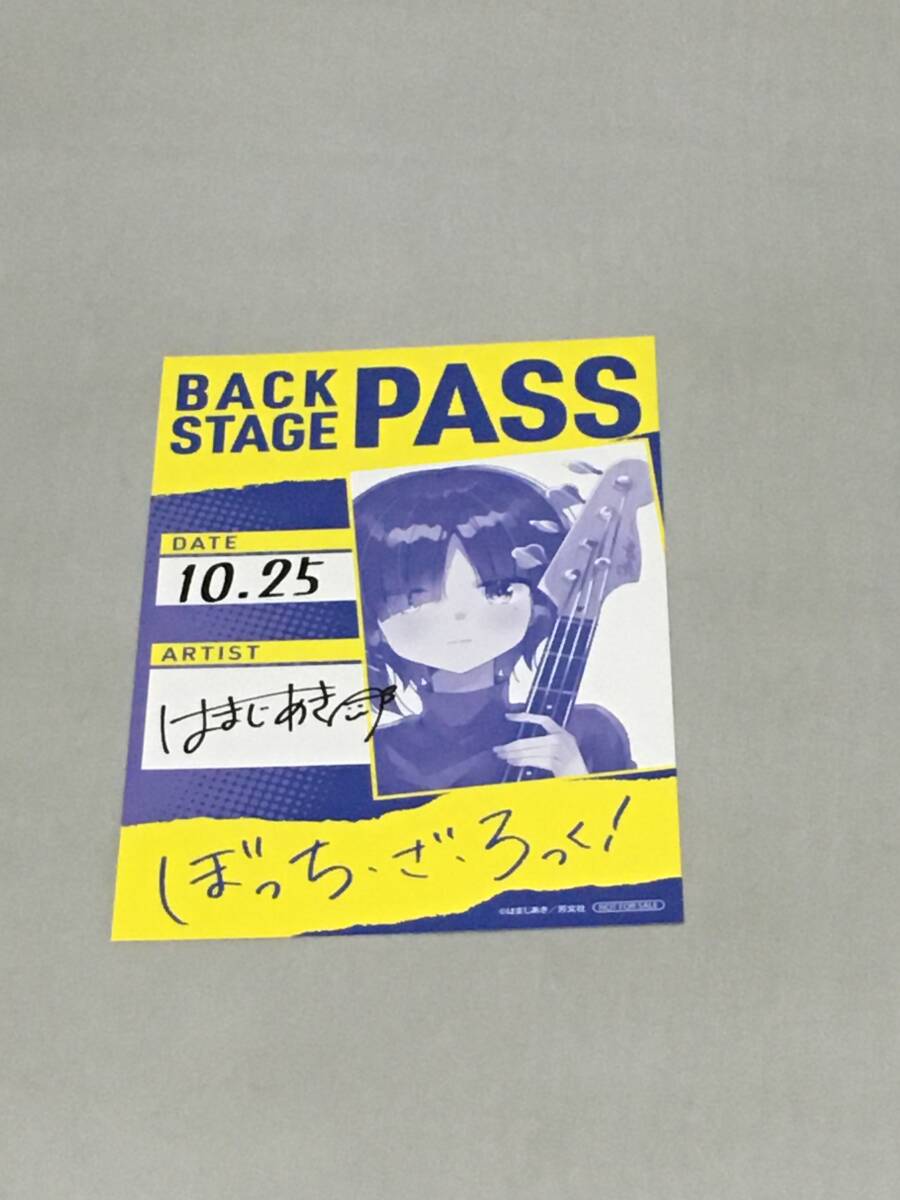 BACK
STAGE
PASS
DATE
10.25
ARTIST
はまじあき
ぼっち・ざ・ろっく!
©はまじあき/芳文社
NOT FOR SALE